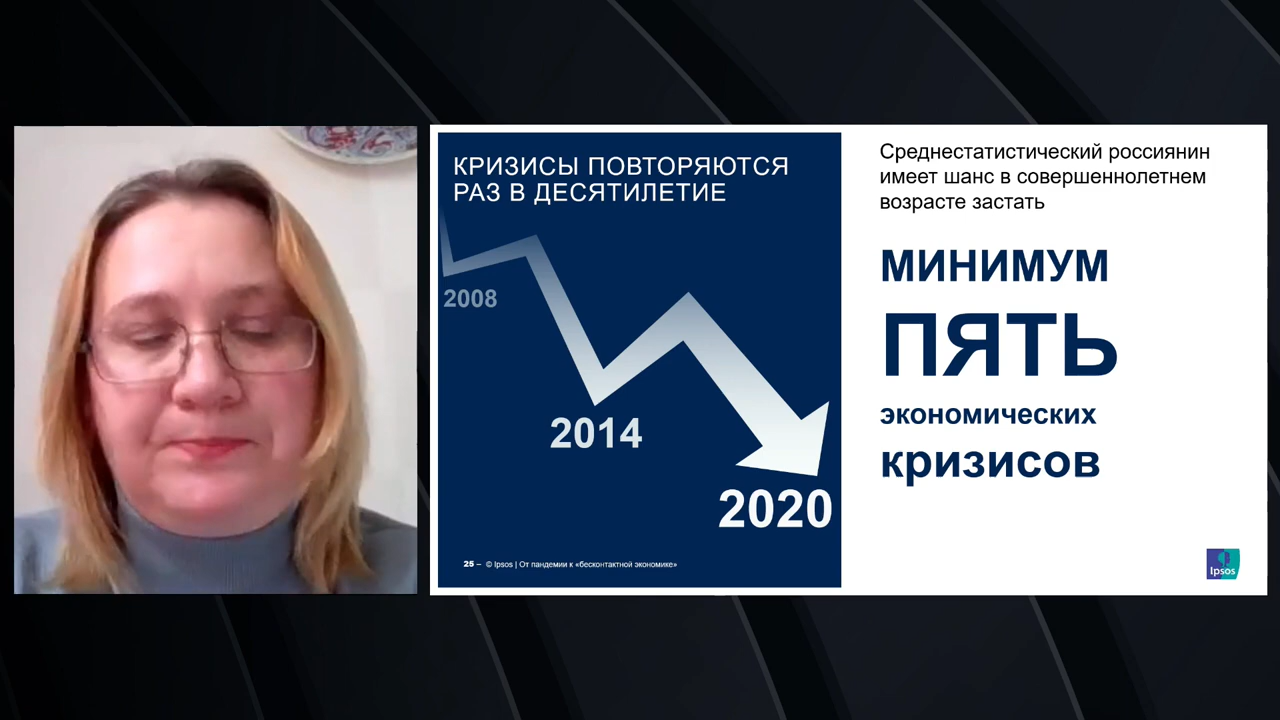 КРИЗИСЫ ПОВТОРЯЮТСЯ
РАЗ В ДЕСЯТИЛЕТИЕ
2008
2014
2020
25 – © Ipsos | От пандемии к «бесконтактной экономике»
Среднестатистический россиянин
имеет шанс в совершеннолетнем
возрасте застать
МИНИМУМ
ПЯТЬ
экономических
кризисов
Ipsos